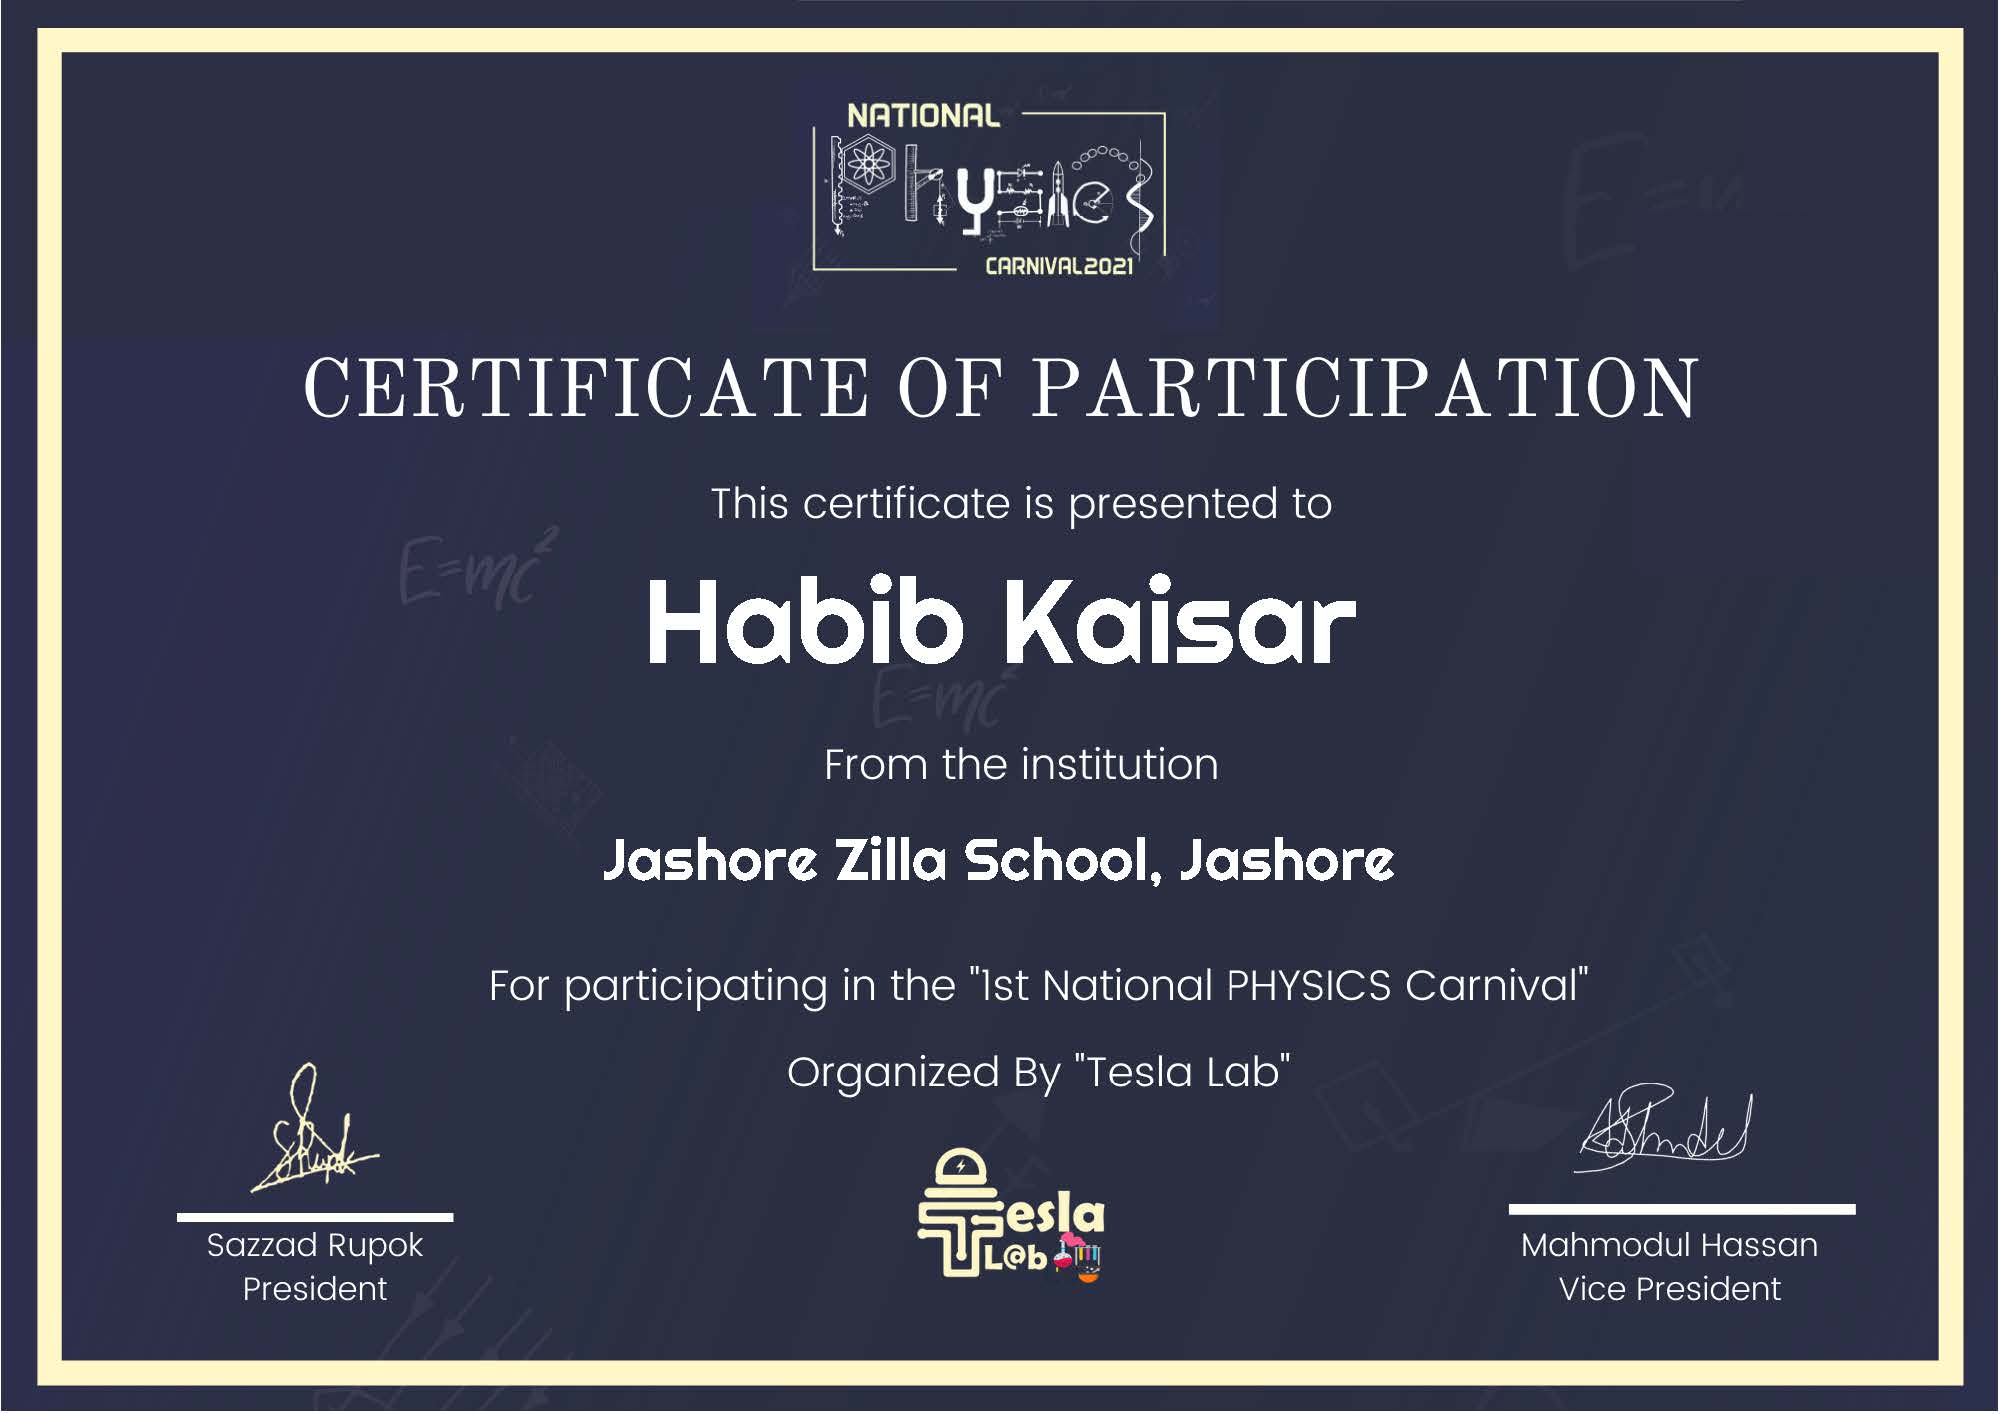 NATIONAL
Physics
CARNIVAL2021
CERTIFICATE OF PARTICIPATION
This certificate is presented to
E=mc²
Habib Kaisar
E=mc²
From the institution
Jashore Zilla School, Jashore
For participating in the "1st National PHYSICS Carnival"
Organized By "Tesla Lab"
Tesla
L@b
Sazzad Rupok
President
Mahmodul Hassan
Vice President